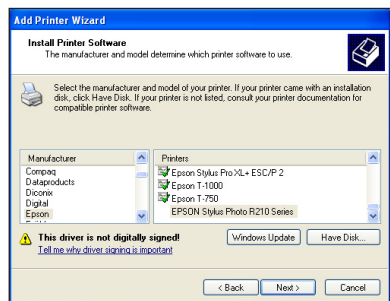 Add Printer Wizard
Install Printer Software
The manufacturer and model determine which printer software to use.
Select the manufacturer and model of your printer. If your printer came with an installation
disk, click Have Disk. If your printer is not listed, consult your printer documentation for
compatible printer software.
Manufacturer
Compaq
Dataproducts
Diconix
Digital
Epson
Printers
Epson Stylus Pro XL+ ESC/P 2
Epson T-1000
Epson T-750
EPSON Stylus Photo R210 Series
This driver is not digitally signed!
Tell me why driver signing is important
Windows Update
Have Disk...
< Back
Next >
Cancel